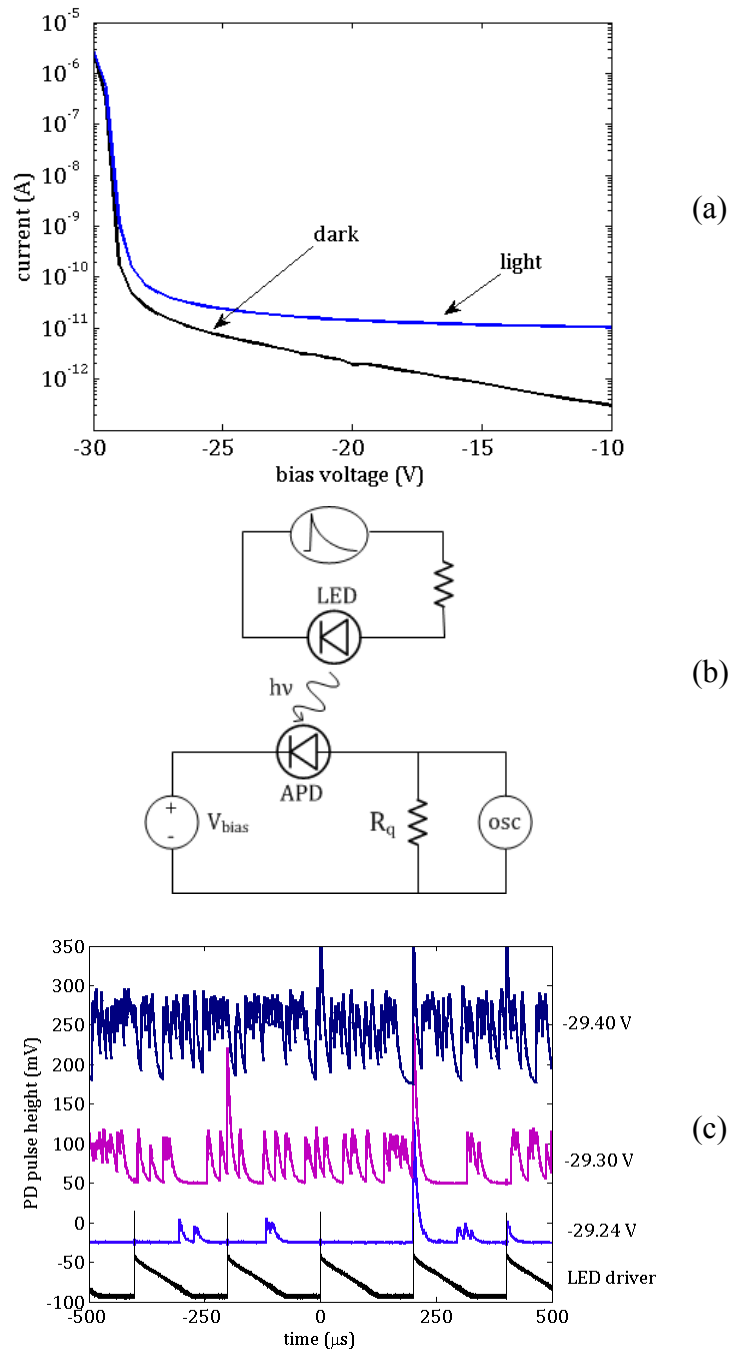 10⁻⁵
10⁻⁶
10⁻⁷
10⁻⁸
10⁻⁹
10⁻¹⁰
10⁻¹¹
10⁻¹²
current (A)
dark
light
-30 -25 -20 -15 -10
bias voltage (V)
(a)
LED
hν
APD
+
-
V_bias
R_q
osc
(b)
350
300
250
200
150
100
50
0
-50
-100
PD pulse height (mV)
-29.40 V
-29.30 V
-29.24 V
LED driver
-500 -250 0 250 500
time (μs)
(c)